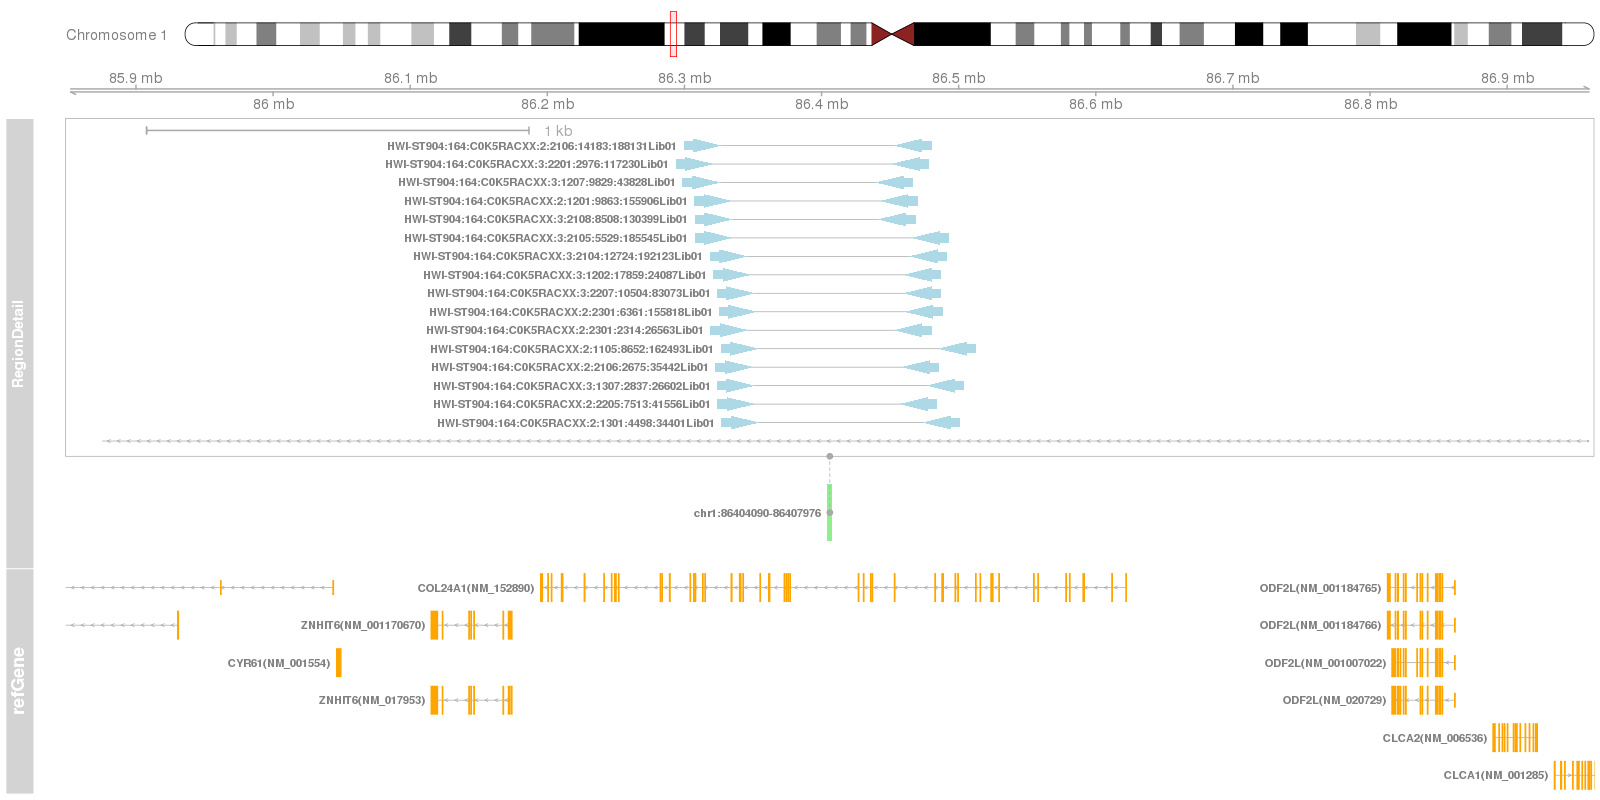 Chromosome 1
85.9 mb 86.1 mb 86.3 mb 86.5 mb 86.7 mb 86.9 mb
86 mb 86.2 mb 86.4 mb 86.6 mb 86.8 mb
RegionDetail
1 kb
HWI-ST904:164:C0K5RACXX:2:2106:14183:188131Lib01
HWI-ST904:164:C0K5RACXX:3:2201:2976:117230Lib01
HWI-ST904:164:C0K5RACXX:3:1207:9829:43828Lib01
HWI-ST904:164:C0K5RACXX:2:1201:9863:155906Lib01
HWI-ST904:164:C0K5RACXX:3:2108:8508:130399Lib01
HWI-ST904:164:C0K5RACXX:3:2105:5529:185545Lib01
HWI-ST904:164:C0K5RACXX:3:2104:12724:192123Lib01
HWI-ST904:164:C0K5RACXX:3:1202:17859:24087Lib01
HWI-ST904:164:C0K5RACXX:3:2207:10504:83073Lib01
HWI-ST904:164:C0K5RACXX:2:2301:6361:155818Lib01
HWI-ST904:164:C0K5RACXX:2:2301:2314:26563Lib01
HWI-ST904:164:C0K5RACXX:2:1105:8652:162493Lib01
HWI-ST904:164:C0K5RACXX:2:2106:2675:35442Lib01
HWI-ST904:164:C0K5RACXX:3:1307:2837:26602Lib01
HWI-ST904:164:C0K5RACXX:2:2205:7513:41556Lib01
HWI-ST904:164:C0K5RACXX:2:1301:4498:34401Lib01
chr1:86404090-86407976
refGene
COL24A1(NM_152890) ODF2L(NM_001184765)
ZNHIT6(NM_001170670) ODF2L(NM_001184766)
CYR61(NM_001554) ODF2L(NM_001007022)
ZNHIT6(NM_017953) ODF2L(NM_020729)
CLCA2(NM_006536)
CLCA1(NM_001285)